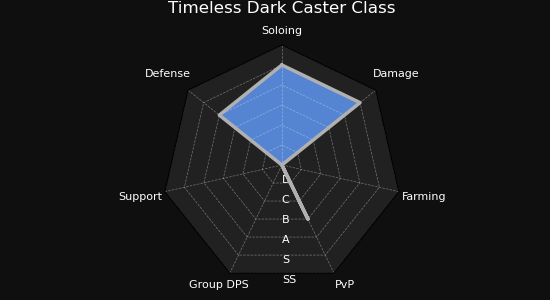 Timeless Dark Caster Class
Soloing
Defense
Damage
Support
Farming
D
C
B
A
S
SS
Group DPS
PvP